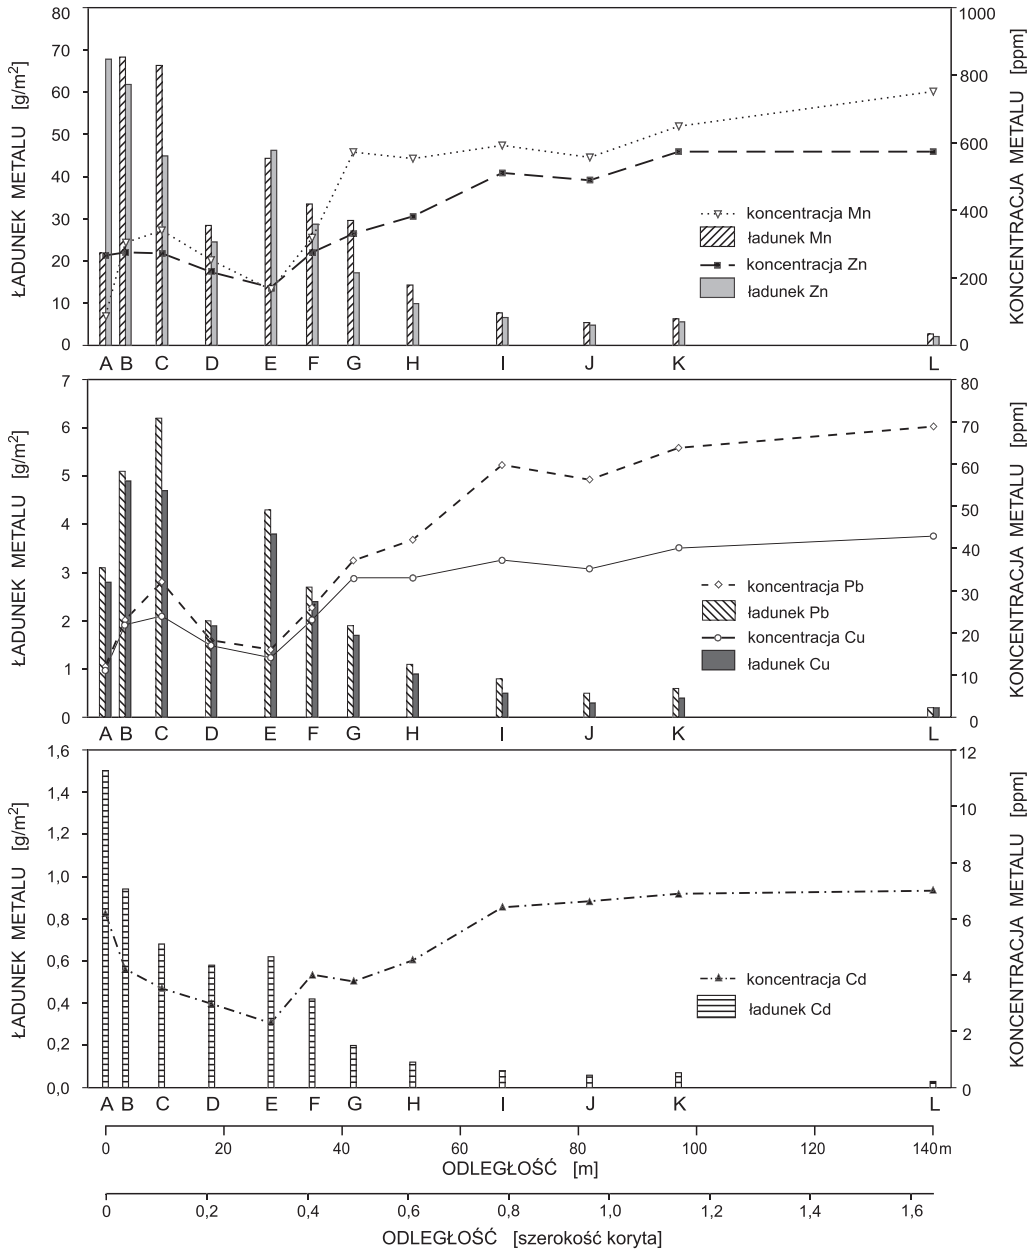 80
70
60
50
40
30
20
10
0
ŁADUNEK METALU [g/m²]
1000
800
600
400
200
0
KONCENTRACJA METALU [ppm]
koncentracja Mn
ładunek Mn
koncentracja Zn
ładunek Zn
A B C D E F G H I J K L
7
6
5
4
3
2
1
0
ŁADUNEK METALU [g/m²]
80
70
60
50
40
30
20
10
0
KONCENTRACJA METALU [ppm]
koncentracja Pb
ładunek Pb
koncentracja Cu
ładunek Cu
A B C D E F G H I J K L
1,6
1,4
1,2
1,0
0,8
0,6
0,4
0,2
0,0
ŁADUNEK METALU [g/m²]
12
10
8
6
4
2
0
KONCENTRACJA METALU [ppm]
koncentracja Cd
ładunek Cd
A B C D E F G H I J K L
0 20 40 60 80 100 120 140 m
ODLEGŁOŚĆ [m]
0 0,2 0,4 0,6 0,8 1,0 1,2 1,4 1,6
ODLEGŁOŚĆ [szerokość koryta]